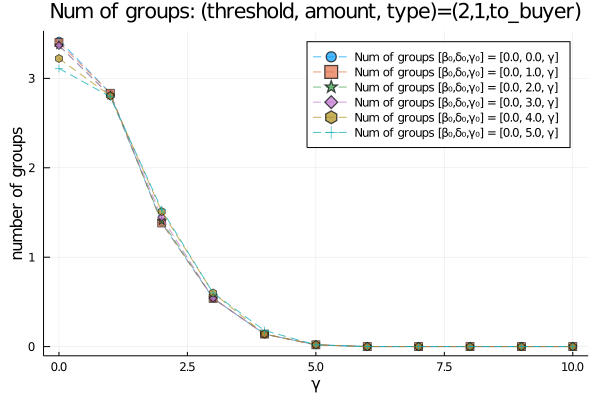 Num of groups: (threshold, amount, type)=(2,1,to_buyer)
Num of groups [β₀,δ₀,γ₀] = [0.0, 0.0, γ]
Num of groups [β₀,δ₀,γ₀] = [0.0, 1.0, γ]
Num of groups [β₀,δ₀,γ₀] = [0.0, 2.0, γ]
Num of groups [β₀,δ₀,γ₀] = [0.0, 3.0, γ]
Num of groups [β₀,δ₀,γ₀] = [0.0, 4.0, γ]
Num of groups [β₀,δ₀,γ₀] = [0.0, 5.0, γ]
number of groups
3
2
1
0
0.0 2.5 5.0 7.5 10.0
γ